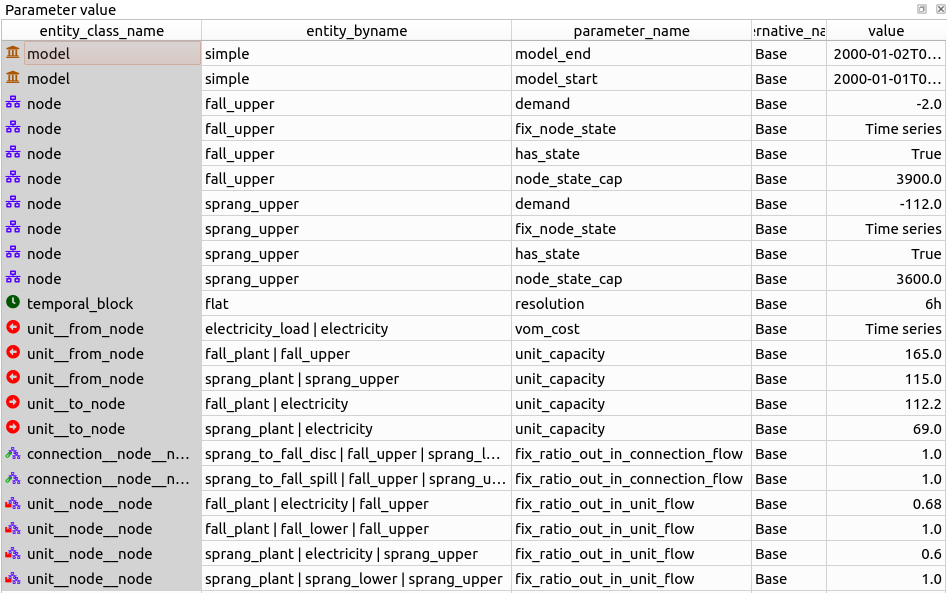 Parameter value
entity_class_name entity_byname parameter_name ernative_na value
model simple model_end Base 2000-01-02T0...
model simple model_start Base 2000-01-01T0...
node fall_upper demand Base -2.0
node fall_upper fix_node_state Base Time series
node fall_upper has_state Base True
node fall_upper node_state_cap Base 3900.0
node sprang_upper demand Base -112.0
node sprang_upper fix_node_state Base Time series
node sprang_upper has_state Base True
node sprang_upper node_state_cap Base 3600.0
temporal_block flat resolution Base 6h
unit__from_node electricity_load | electricity vom_cost Base Time series
unit__from_node fall_plant | fall_upper unit_capacity Base 165.0
unit__from_node sprang_plant | sprang_upper unit_capacity Base 115.0
unit__to_node fall_plant | electricity unit_capacity Base 112.2
unit__to_node sprang_plant | electricity unit_capacity Base 69.0
connection__node__n... sprang_to_fall_disc | fall_upper | sprang_l... fix_ratio_out_in_connection_flow Base 1.0
connection__node__n... sprang_to_fall_spill | fall_upper | sprang_u... fix_ratio_out_in_connection_flow Base 1.0
unit__node__node fall_plant | electricity | fall_upper fix_ratio_out_in_unit_flow Base 0.68
unit__node__node fall_plant | fall_lower | fall_upper fix_ratio_out_in_unit_flow Base 1.0
unit__node__node sprang_plant | electricity | sprang_upper fix_ratio_out_in_unit_flow Base 0.6
unit__node__node sprang_plant | sprang_lower | sprang_upper fix_ratio_out_in_unit_flow Base 1.0